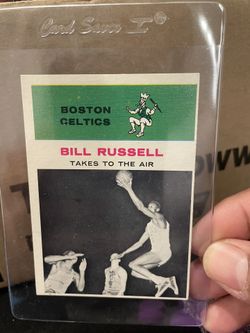 Card Saver I
BOSTON
CELTICS
BILL RUSSELL
TAKES TO THE AIR